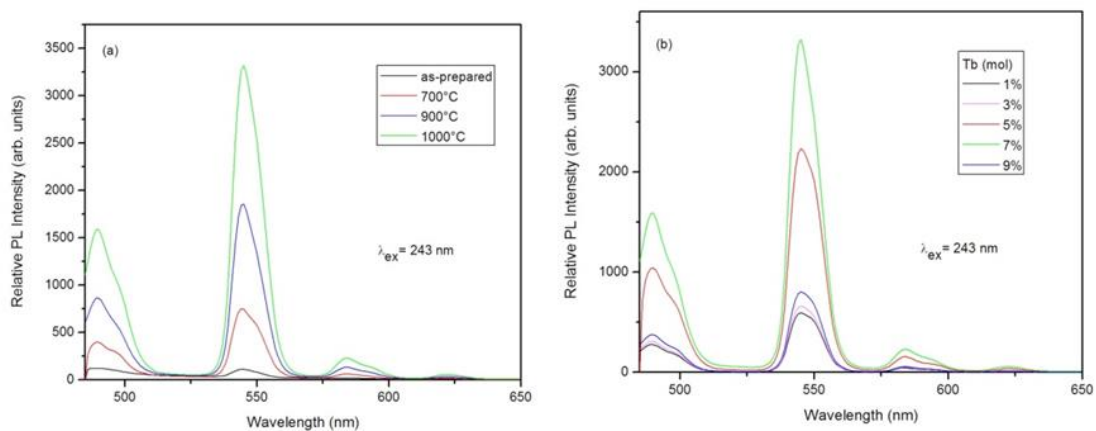 (a)
3500
3000
2500
2000
1500
1000
500
0
Relative PL Intensity (arb. units)
as-prepared
700°C
900°C
1000°C
λex= 243 nm
500 550 600 650
Wavelength (nm)
(b)
3000
2000
1000
0
Relative PL Intensity (arb. units)
Tb (mol)
1%
3%
5%
7%
9%
λex= 243 nm
500 550 600 650
Wavelength (nm)